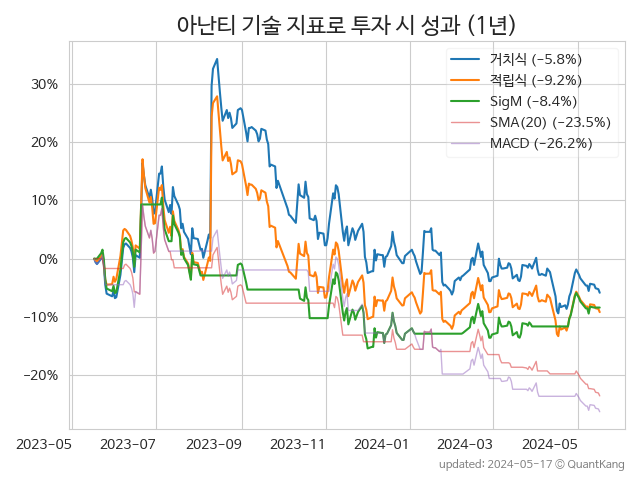 아난티 기술 지표로 투자 시 성과 (1년)
거치식 (−5.8%)
적립식 (−9.2%)
SigM (−8.4%)
SMA(20) (−23.5%)
MACD (−26.2%)
30%
20%
10%
0%
−10%
−20%
2023−05 2023−07 2023−09 2023−11 2024−01 2024−03 2024−05
updated: 2024−05−17 © QuantKang